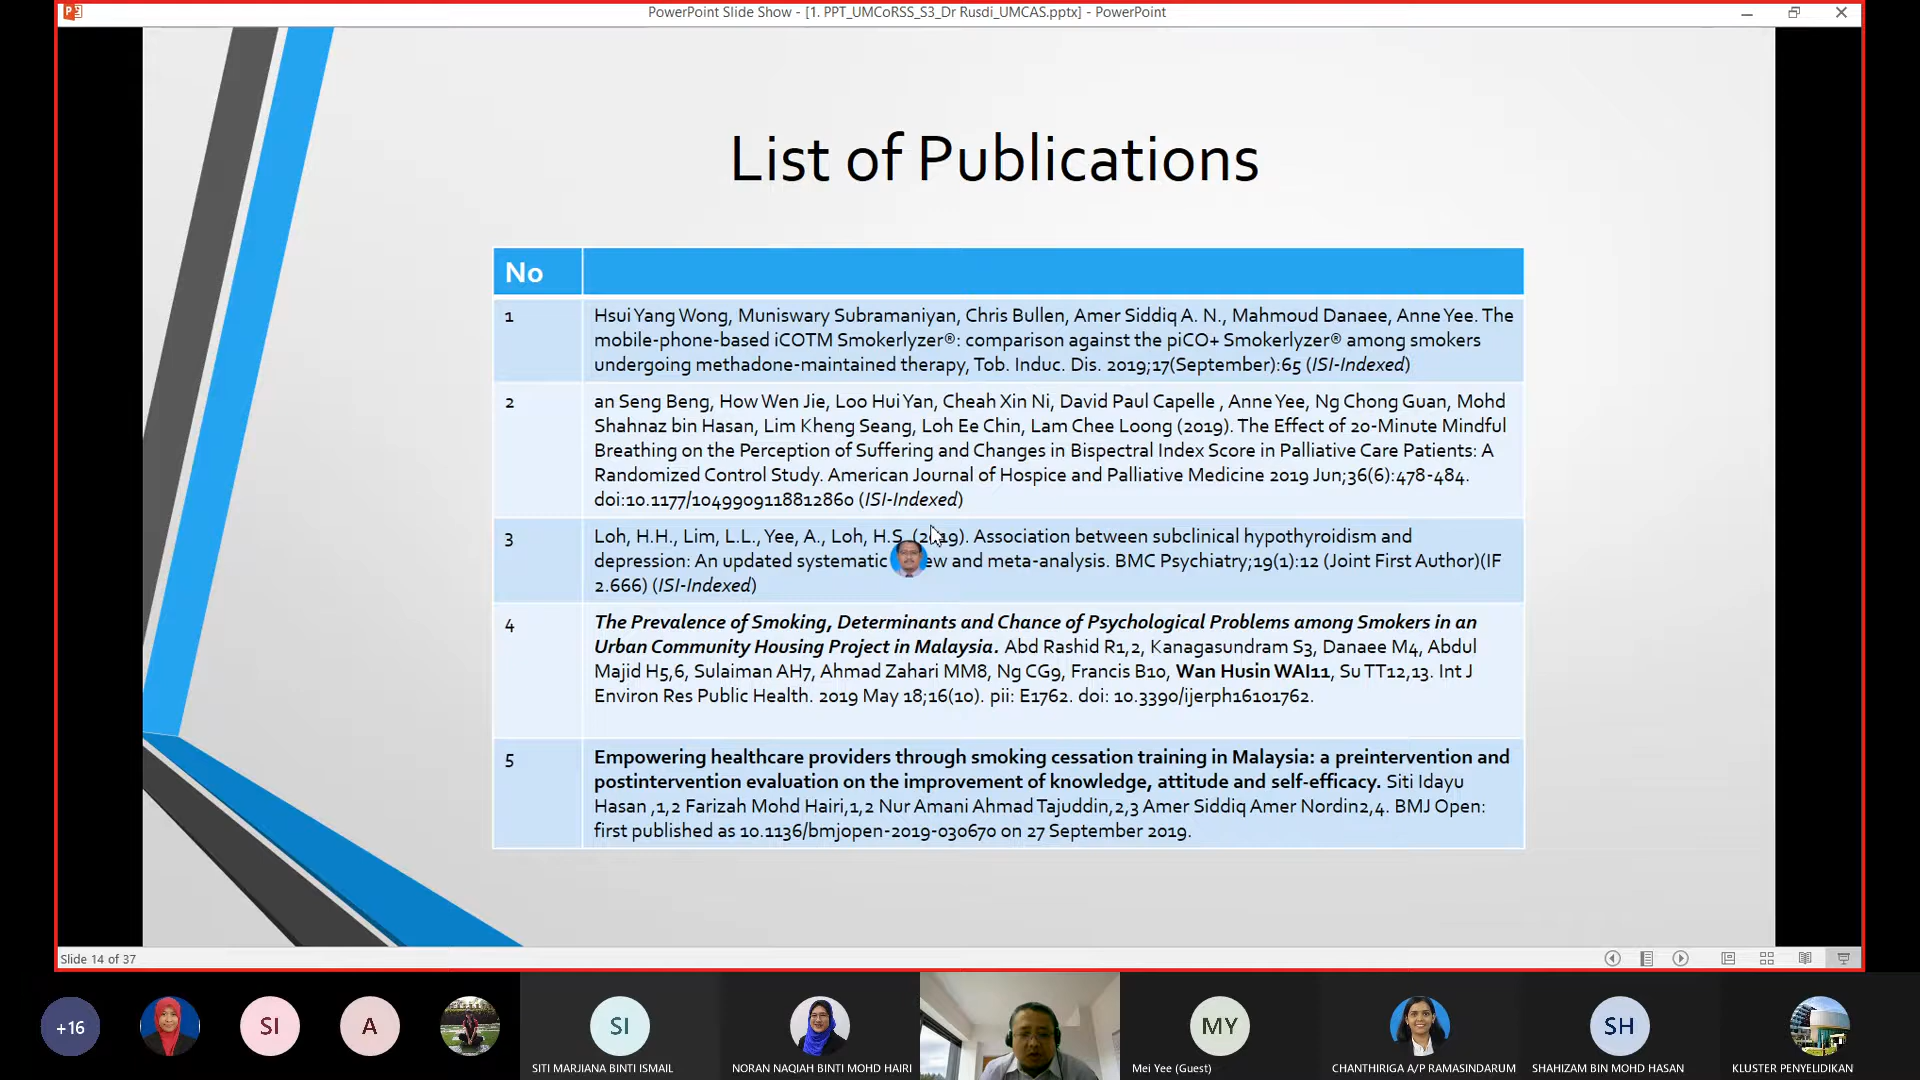 PowerPoint Slide Show - [1. PPT_UMCoRSS_S3_Dr Rusdi_UMCAS.pptx] - PowerPoint
List of Publications
No
1
Hsui Yang Wong, Muniswary Subramaniyan, Chris Bullen, Amer Siddiq A. N., Mahmoud Danaee, Anne Yee. The
mobile-phone-based iCOTM Smokerlyzer®: comparison against the piCO+ Smokerlyzer® among smokers
undergoing methadone-maintained therapy, Tob. Induc. Dis. 2019;17(September):65 (ISI-Indexed)
2
an Seng Beng, How Wen Jie, Loo Hui Yan, Cheah Xin Ni, David Paul Capelle , Anne Yee, Ng Chong Guan, Mohd
Shahnaz bin Hasan, Lim Kheng Seang, Loh Ee Chin, Lam Chee Loong (2019). The Effect of 20-Minute Mindful
Breathing on the Perception of Suffering and Changes in Bispectral Index Score in Palliative Care Patients: A
Randomized Control Study. American Journal of Hospice and Palliative Medicine 2019 Jun;36(6):478-484.
doi:10.1177/1049909118812860 (ISI-Indexed)
3
Loh, H.H., Lim, L.L., Yee, A., Loh, H.S. (2019). Association between subclinical hypothyroidism and
depression: An updated systematic and meta-analysis. BMC Psychiatry;19(1):12 (Joint First Author)(IF
2.666) (ISI-Indexed)
4
The Prevalence of Smoking, Determinants and Chance of Psychological Problems among Smokers in an
Urban Community Housing Project in Malaysia. Abd Rashid R1,2, Kanagasundram S3, Danaee M4, Abdul
Majid H5,6, Sulaiman AH7, Ahmad Zahari MM8, Ng CG9, Francis B10, Wan Husin WAI11, Su TT12,13. Int J
Environ Res Public Health. 2019 May 18;16(10). pii: E1762. doi: 10.3390/ijerph16101762.
5
Empowering healthcare providers through smoking cessation training in Malaysia: a preintervention and
postintervention evaluation on the improvement of knowledge, attitude and self-efficacy. Siti Idayu
Hasan ,1,2 Farizah Mohd Hairi,1,2 Nur Amani Ahmad Tajuddin,2,3 Amer Siddiq Amer Nordin2,4. BMJ Open:
first published as 10.1136/bmjopen-2019-030670 on 27 September 2019.
Slide 14 of 37
+16
SI
A
SI
MY
SH
SITI MARJIANA BINTI ISMAIL
NORAN NAQIAH BINTI MOHD HAIRI
Mei Yee (Guest)
CHANTHIRIGA A/P RAMASINDARUM
SHAHIZAM BIN MOHD HASAN
KLUSTER PENYELIDIKAN